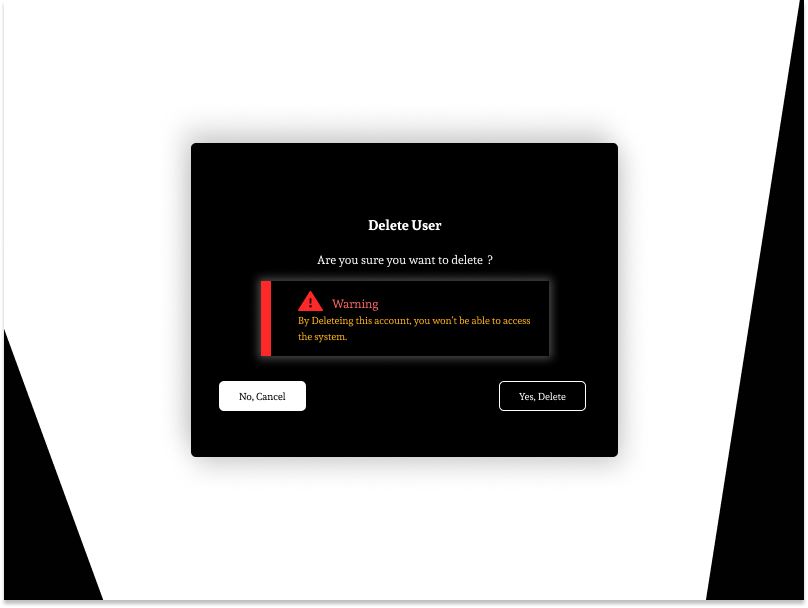 Delete User
Are you sure you want to delete ?
Warning
By Deleteing this account, you won't be able to access
the system.
No, Cancel
Yes, Delete